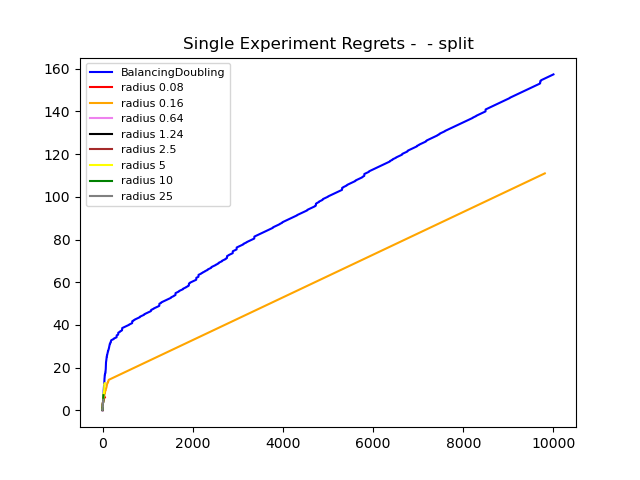 Single Experiment Regrets -  - split
BalancingDoubling
radius 0.08
radius 0.16
radius 0.64
radius 1.24
radius 2.5
radius 5
radius 10
radius 25
160
140
120
100
80
60
40
20
0
0 2000 4000 6000 8000 10000